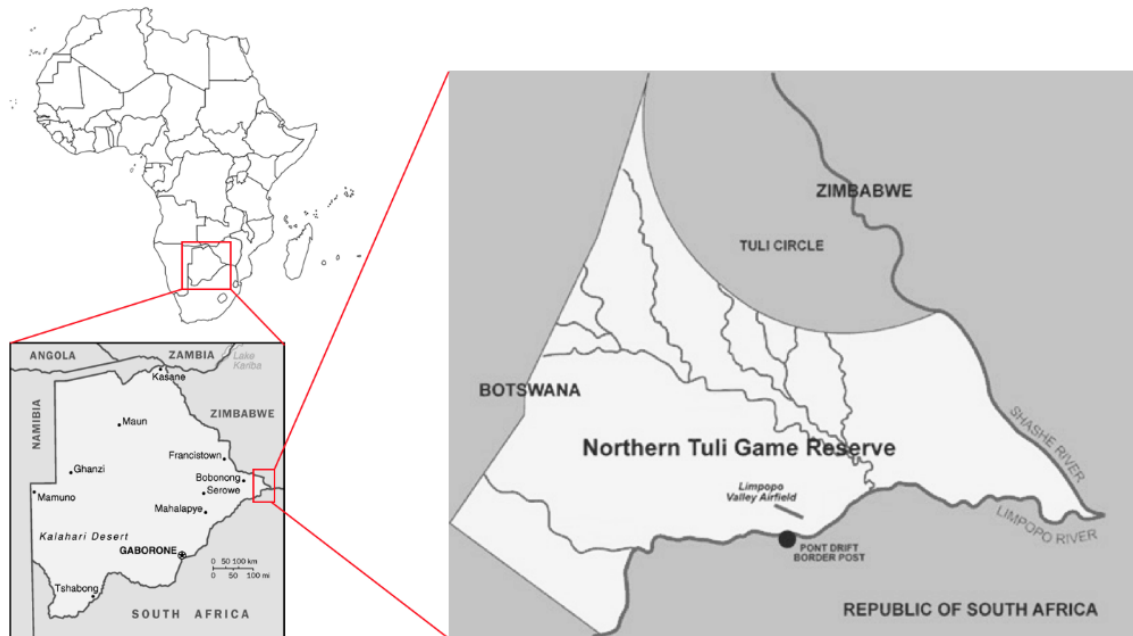 ANGOLA
ZAMBIA
Lake
Kariba
Kasane
NAMIBIA
ZIMBABWE
Maun
Francistown
Ghanzi
Bobonong
Serowe
Mamuno
Mahalapye
Kalahari Desert
GABORONE
0 50 100 km
0 50 100 mi
Tshabong
SOUTH AFRICA
ZIMBABWE
TULI CIRCLE
BOTSWANA
Northern Tuli Game Reserve
SHASHE RIVER
Limpopo
Valley Airfield
LIMPOPO RIVER
PONT DRIFT
BORDER POST
REPUBLIC OF SOUTH AFRICA